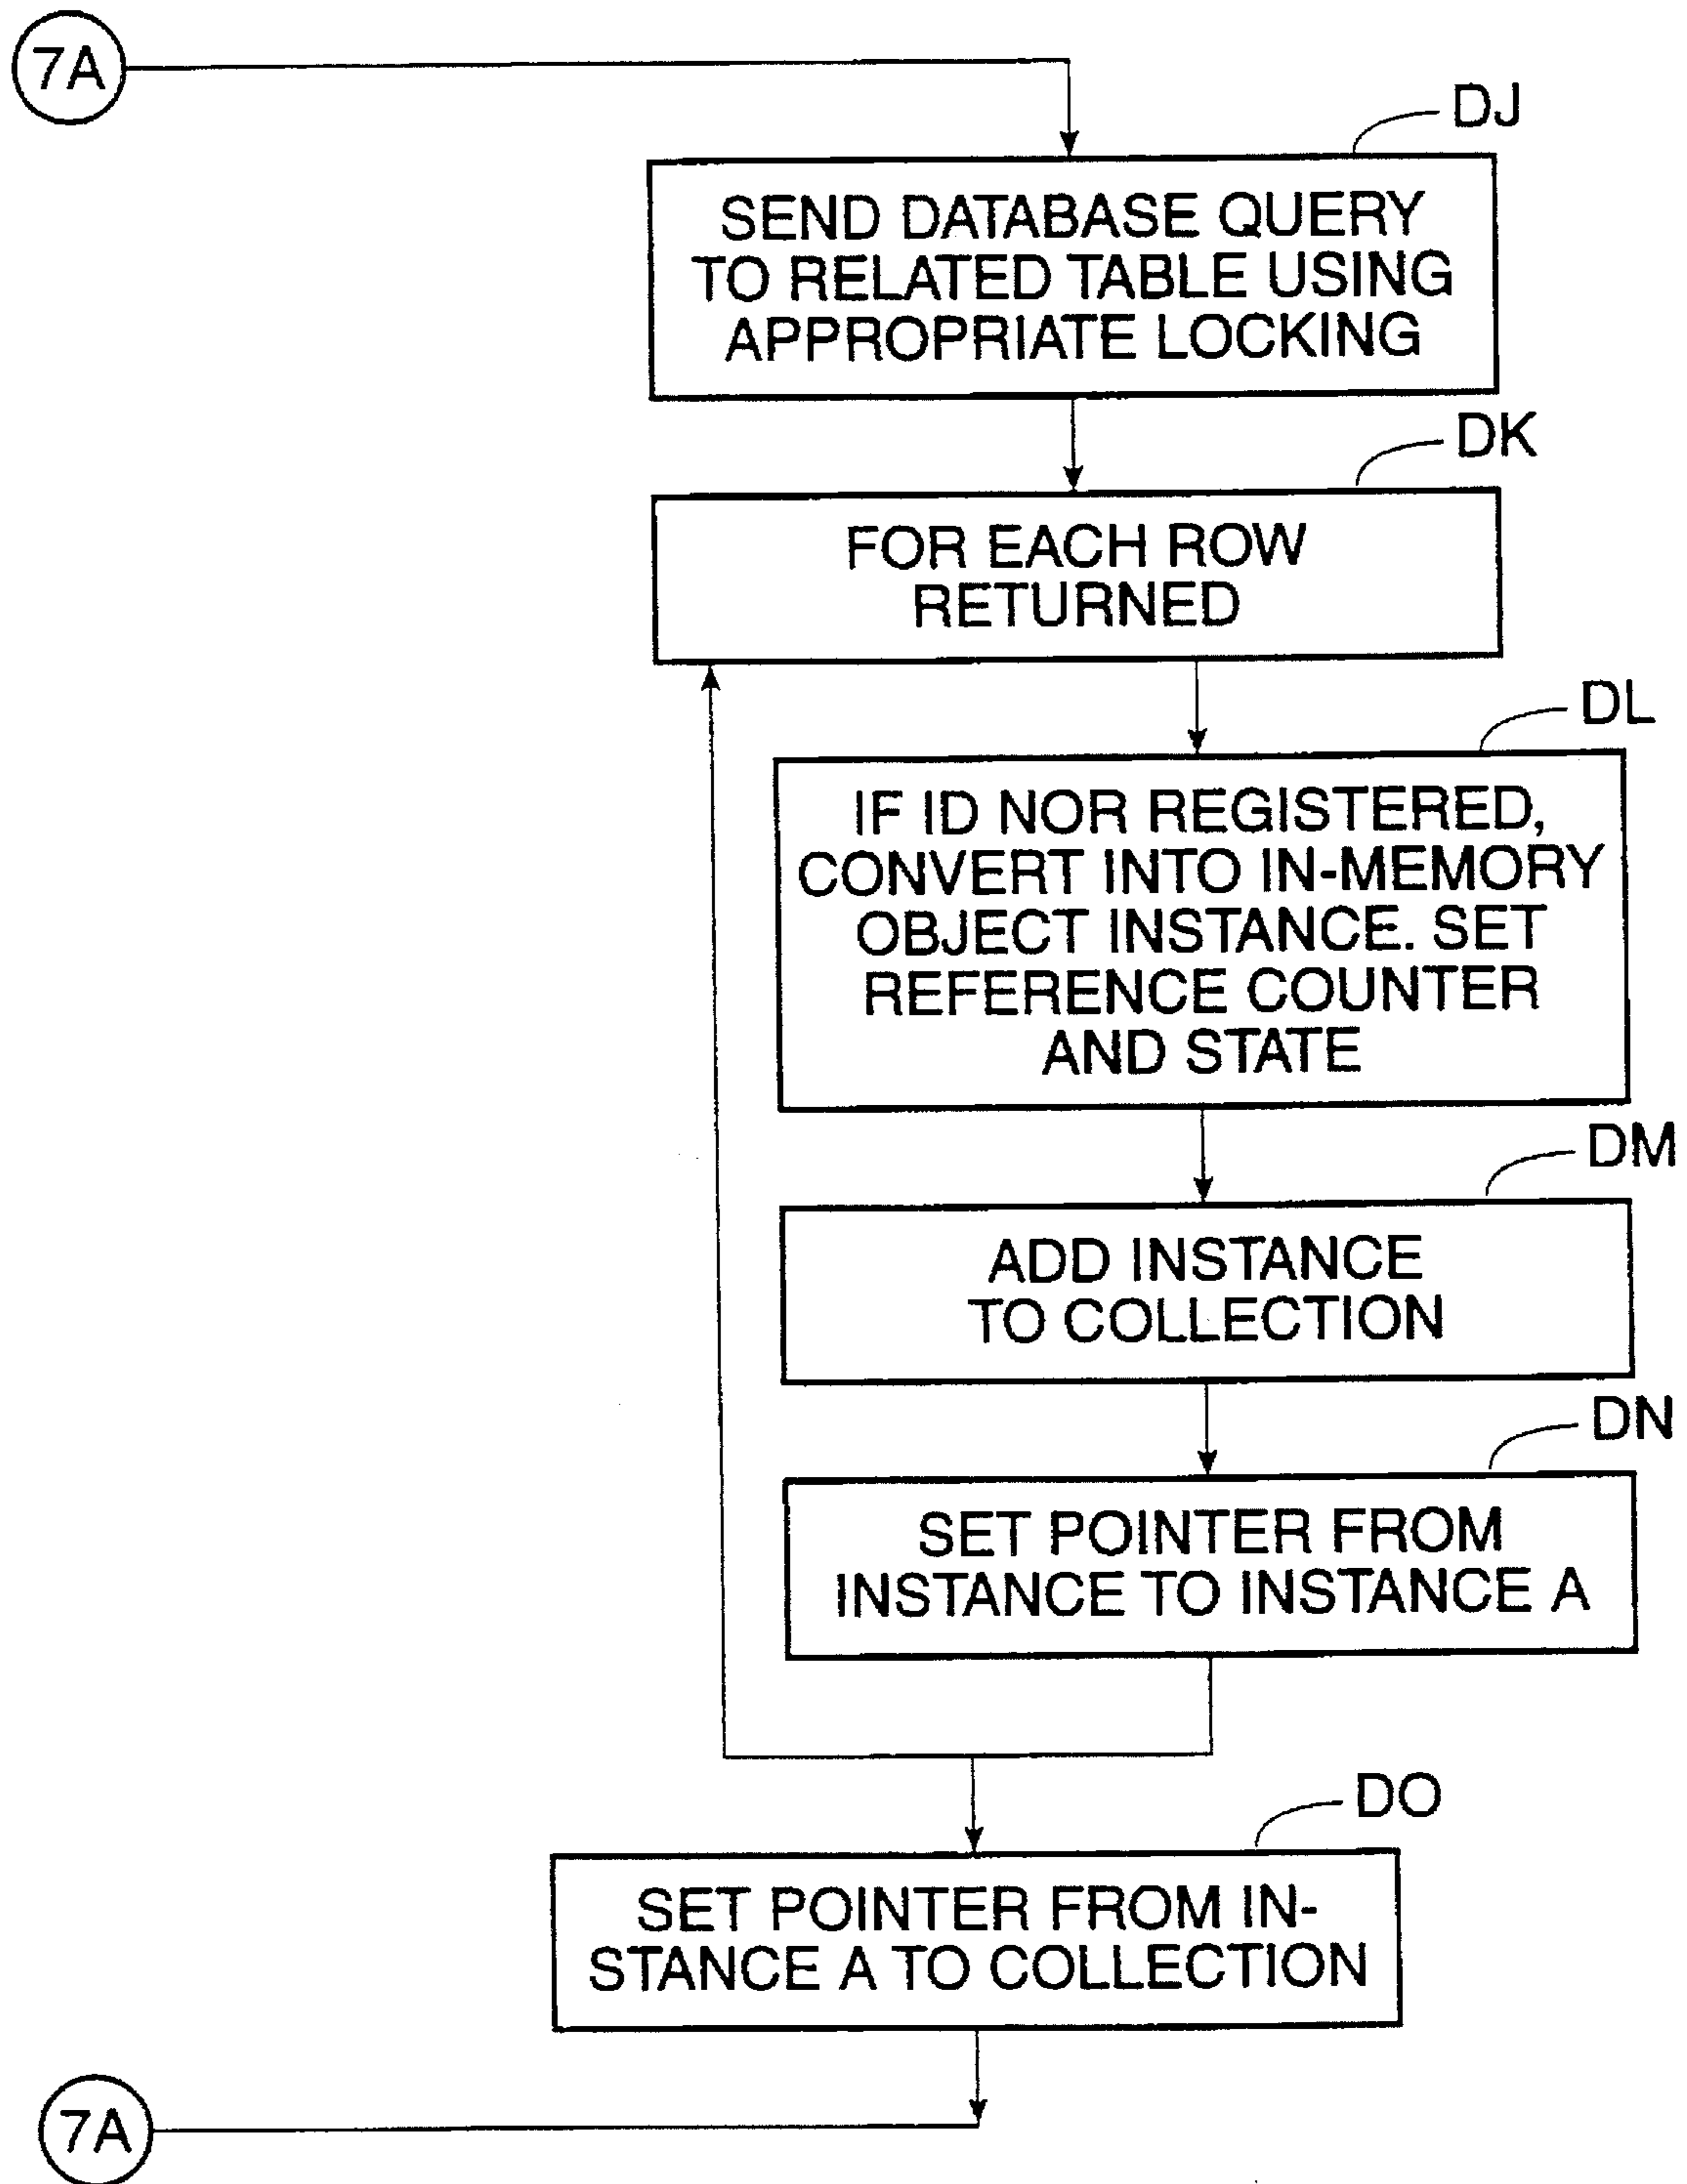 7A
DJ
SEND DATABASE QUERY
TO RELATED TABLE USING
APPROPRIATE LOCKING
DK
FOR EACH ROW
RETURNED
DL
IF ID NOR REGISTERED,
CONVERT INTO IN-MEMORY
OBJECT INSTANCE. SET
REFERENCE COUNTER
AND STATE
DM
ADD INSTANCE
TO COLLECTION
DN
SET POINTER FROM
INSTANCE TO INSTANCE A
DO
SET POINTER FROM IN-
STANCE A TO COLLECTION
7A